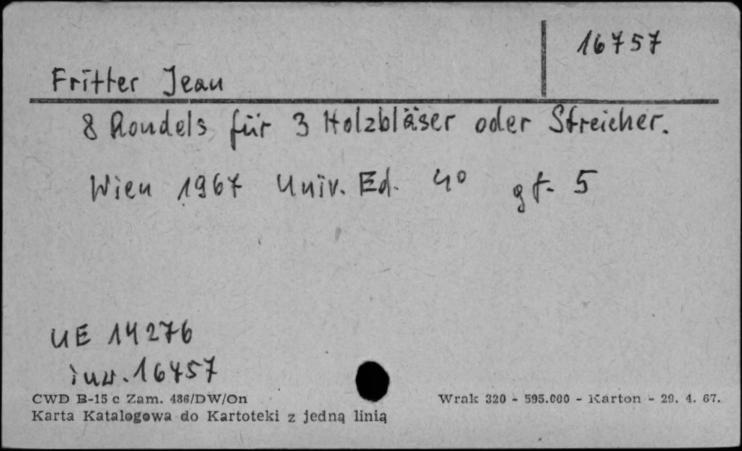 16757
Fritter Jean
8 Rondels für 3 Holzbläser oder Streicher.
Wien 1967 Univ. Ed. 4° gt. 5
UE 14276
inw. 16757
CWD B-15 c Zam. 436/DW/On
Wrak 320 - 595.000 - Karton - 29. 4. 67.
Karta Katalogowa do Kartoteki z jedną linią